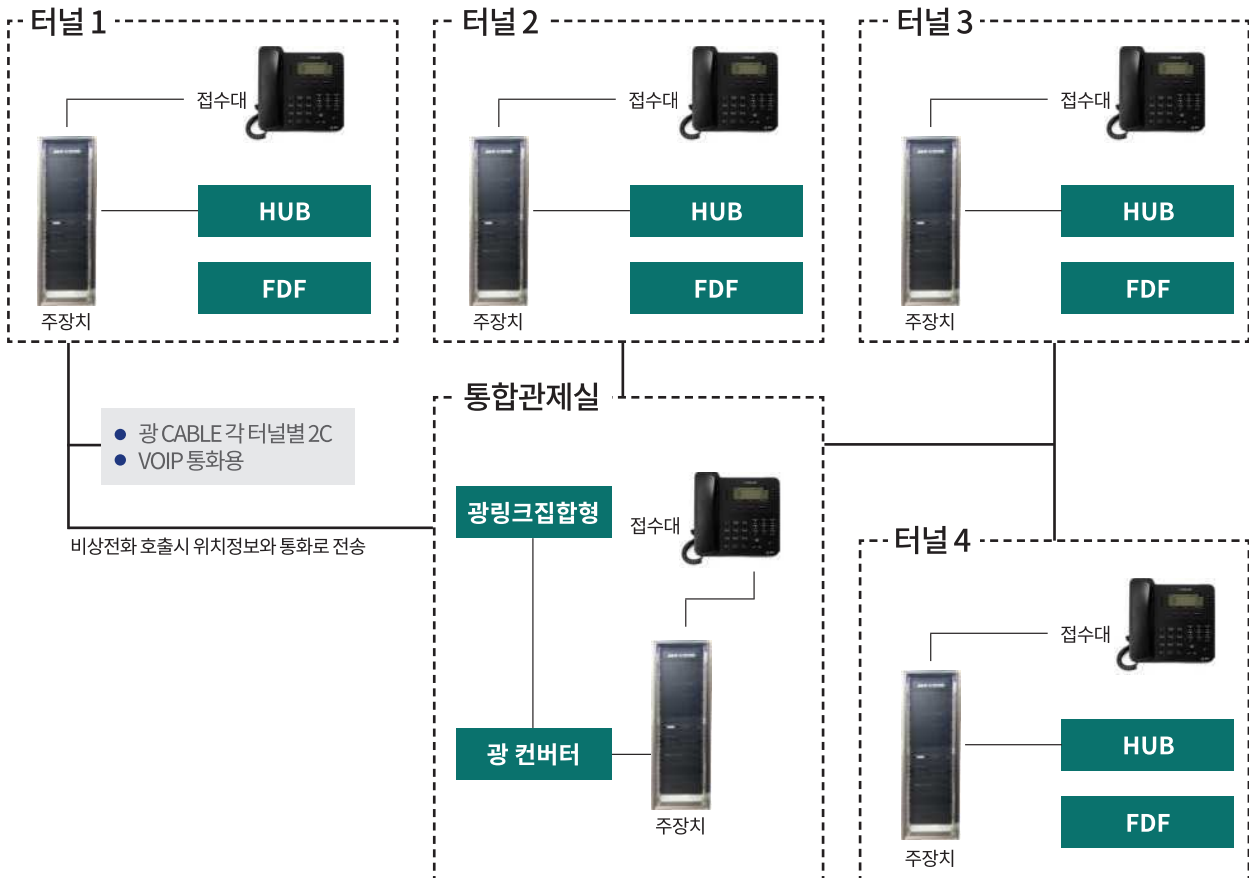 터널 1
접수대
HUB
FDF
주장치
터널 2
접수대
HUB
FDF
주장치
터널 3
접수대
HUB
FDF
주장치
● 광 CABLE 각 터널별 2C
● VOIP 통화용
비상전화 호출시 위치정보와 통화로 전송
통합관제실
광링크집합형
접수대
광 컨버터
주장치
터널 4
접수대
HUB
FDF
주장치